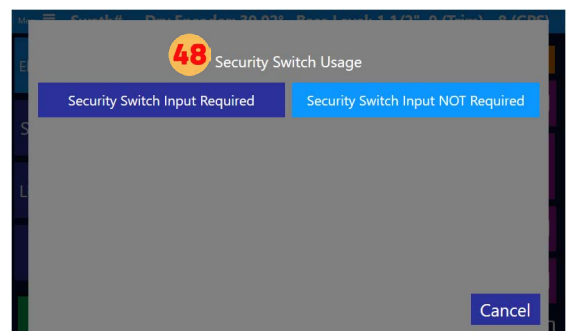 48
Security Switch Usage
Security Switch Input Required
Security Switch Input NOT Required
Cancel